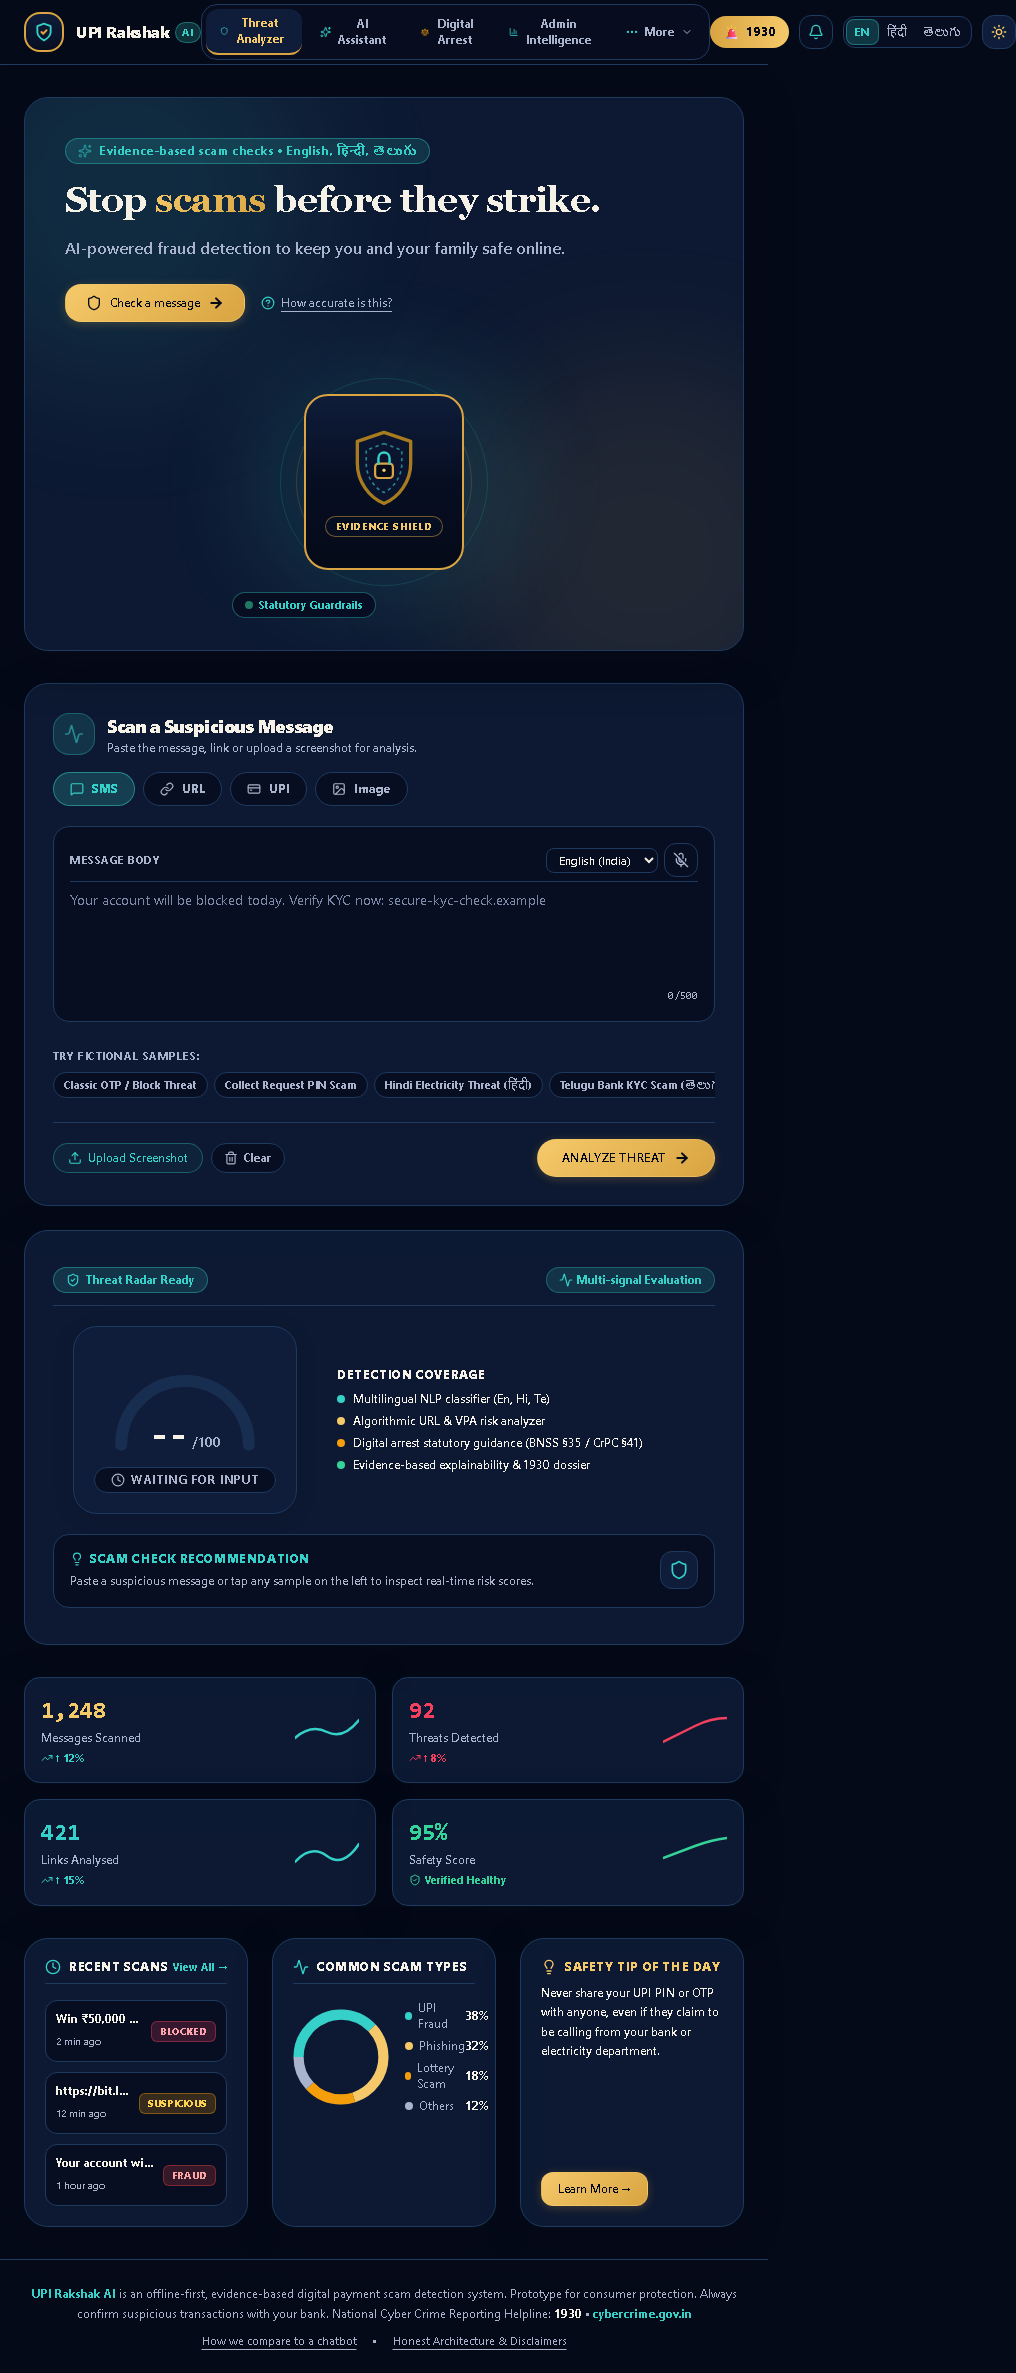 UPI Rakshak AI
Threat Analyzer
AI Assistant
Digital Arrest
Admin Intelligence
More
1930
EN हिंदी తెలుగు
Evidence-based scam checks • English, हिन्दी, తెలుగు
Stop scams before they strike.
AI-powered fraud detection to keep you and your family safe online.
Check a message →
How accurate is this?
EVIDENCE SHIELD
Statutory Guardrails
Scan a Suspicious Message
Paste the message, link or upload a screenshot for analysis.
SMS URL UPI Image
MESSAGE BODY English (India)
Your account will be blocked today. Verify KYC now: secure-kyc-check.example
0/500
TRY FICTIONAL SAMPLES:
Classic OTP / Block Threat Collect Request PIN Scam Hindi Electricity Threat (हिंदी) Telugu Bank KYC Scam (
Upload Screenshot Clear ANALYZE THREAT →
Threat Radar Ready Multi-signal Evaluation
-- /100
WAITING FOR INPUT
DETECTION COVERAGE
Multilingual NLP classifier (En, Hi, Te)
Algorithmic URL & VPA risk analyzer
Digital arrest statutory guidance (BNSS §35 / CrPC §41)
Evidence-based explainability & 1930 dossier
SCAM CHECK RECOMMENDATION
Paste a suspicious message or tap any sample on the left to inspect real-time risk scores.
1,248
Messages Scanned
↑ 12%
92
Threats Detected
↑ 8%
421
Links Analysed
↑ 15%
95%
Safety Score
Verified Healthy
RECENT SCANS View All →
Win ₹50,000 ... BLOCKED
2 min ago
https://bit.l... SUSPICIOUS
12 min ago
Your account wi... FRAUD
1 hour ago
COMMON SCAM TYPES
UPI Fraud 38%
Phishing 32%
Lottery Scam 18%
Others 12%
SAFETY TIP OF THE DAY
Never share your UPI PIN or OTP
with anyone, even if they claim to
be calling from your bank or
electricity department.
Learn More →
UPI Rakshak AI is an offline-first, evidence-based digital payment scam detection system. Prototype for consumer protection. Always
confirm suspicious transactions with your bank. National Cyber Crime Reporting Helpline: 1930 • cybercrime.gov.in
How we compare to a chatbot • Honest Architecture & Disclaimers